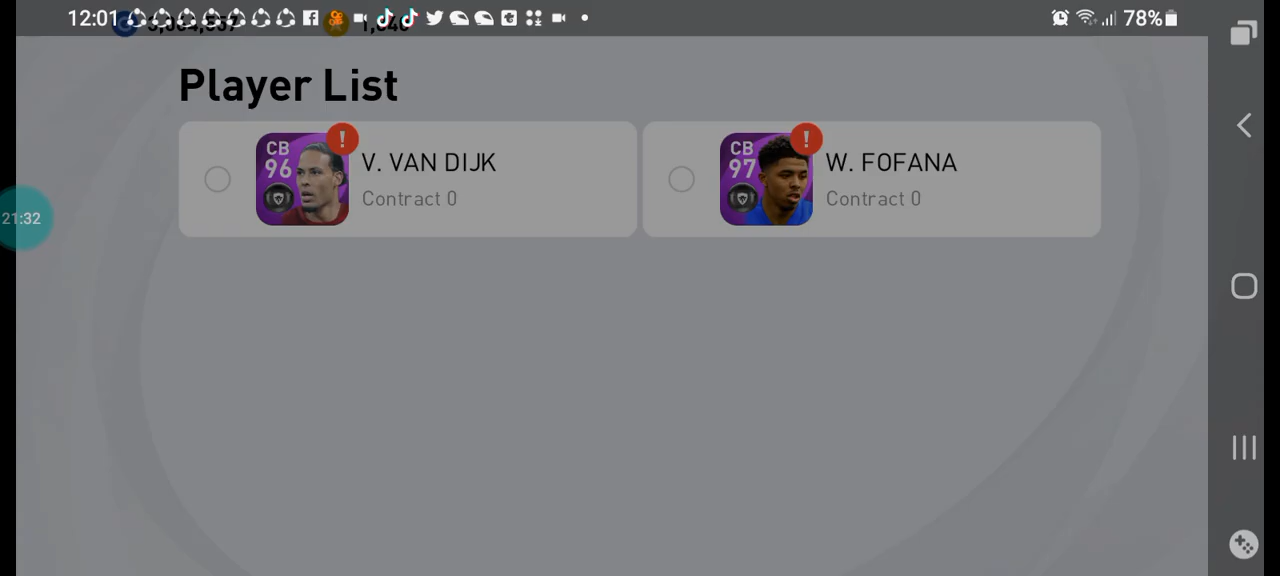 12:01 78%
Player List
CB
96
V. VAN DIJK
Contract 0
CB
97
W. FOFANA
Contract 0
21:32